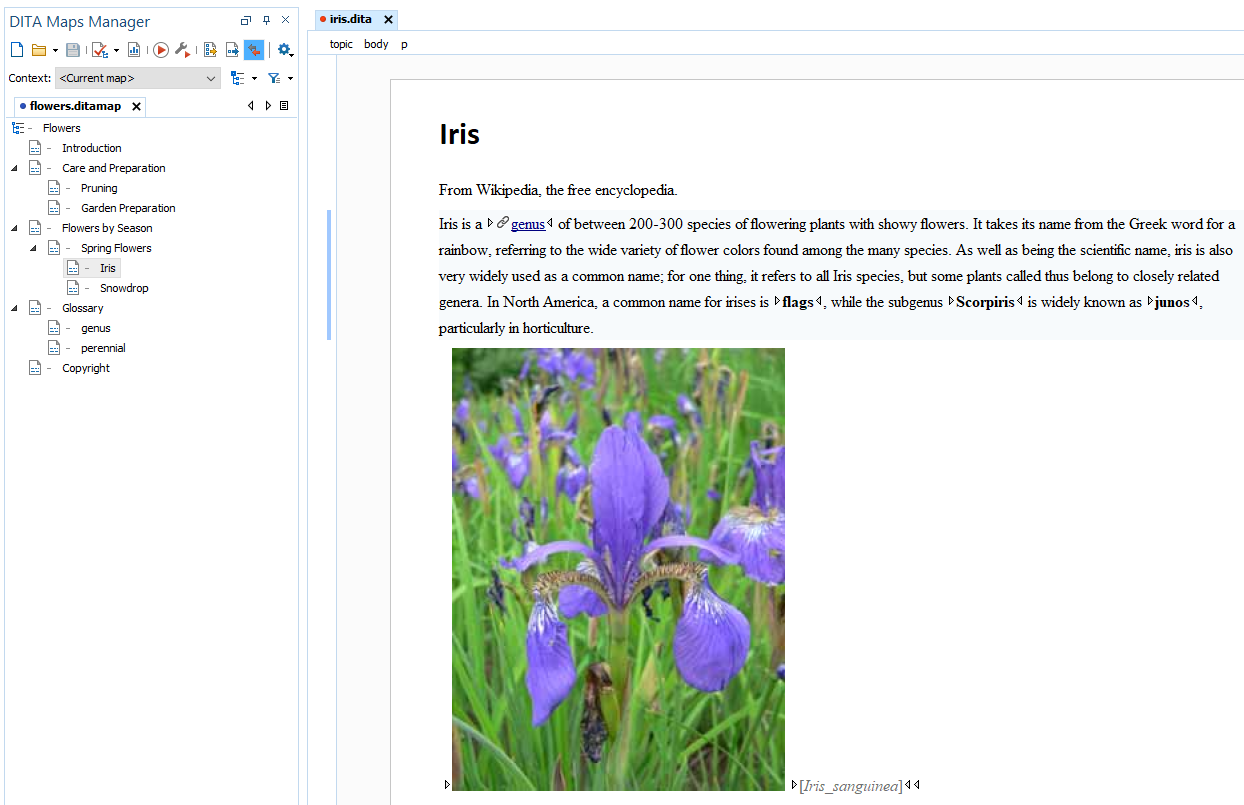 DITA Maps Manager
Context: <Current map>
flowers.ditamap
Flowers
Introduction
Care and Preparation
Pruning
Garden Preparation
Flowers by Season
Spring Flowers
Iris
Snowdrop
Glossary
genus
perennial
Copyright
iris.dita
topic body p
Iris
From Wikipedia, the free encyclopedia.
Iris is a genus of between 200-300 species of flowering plants with showy flowers. It takes its name from the Greek word for a
rainbow, referring to the wide variety of flower colors found among the many species. As well as being the scientific name, iris is also
very widely used as a common name; for one thing, it refers to all Iris species, but some plants called thus belong to closely related
genera. In North America, a common name for irises is flags, while the subgenus Scorpiris is widely known as junos,
particularly in horticulture.
[Iris_sanguinea]